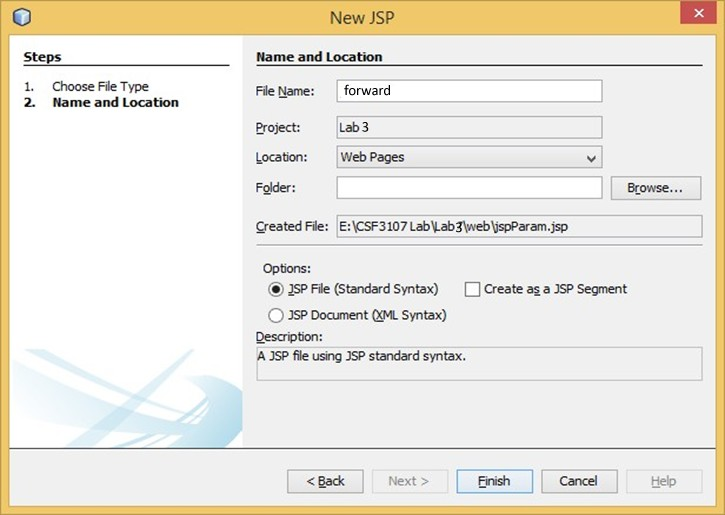 New JSP
Steps
1. Choose File Type
2. Name and Location
Name and Location
File Name: forward
Project: Lab 3
Location: Web Pages
Folder: Browse...
Created File: E:\CSF3107 Lab\Lab3\web\jspParam.jsp
Options:
JSP File (Standard Syntax) Create as a JSP Segment
JSP Document (XML Syntax)
Description:
A JSP file using JSP standard syntax.
< Back Next > Finish Cancel Help